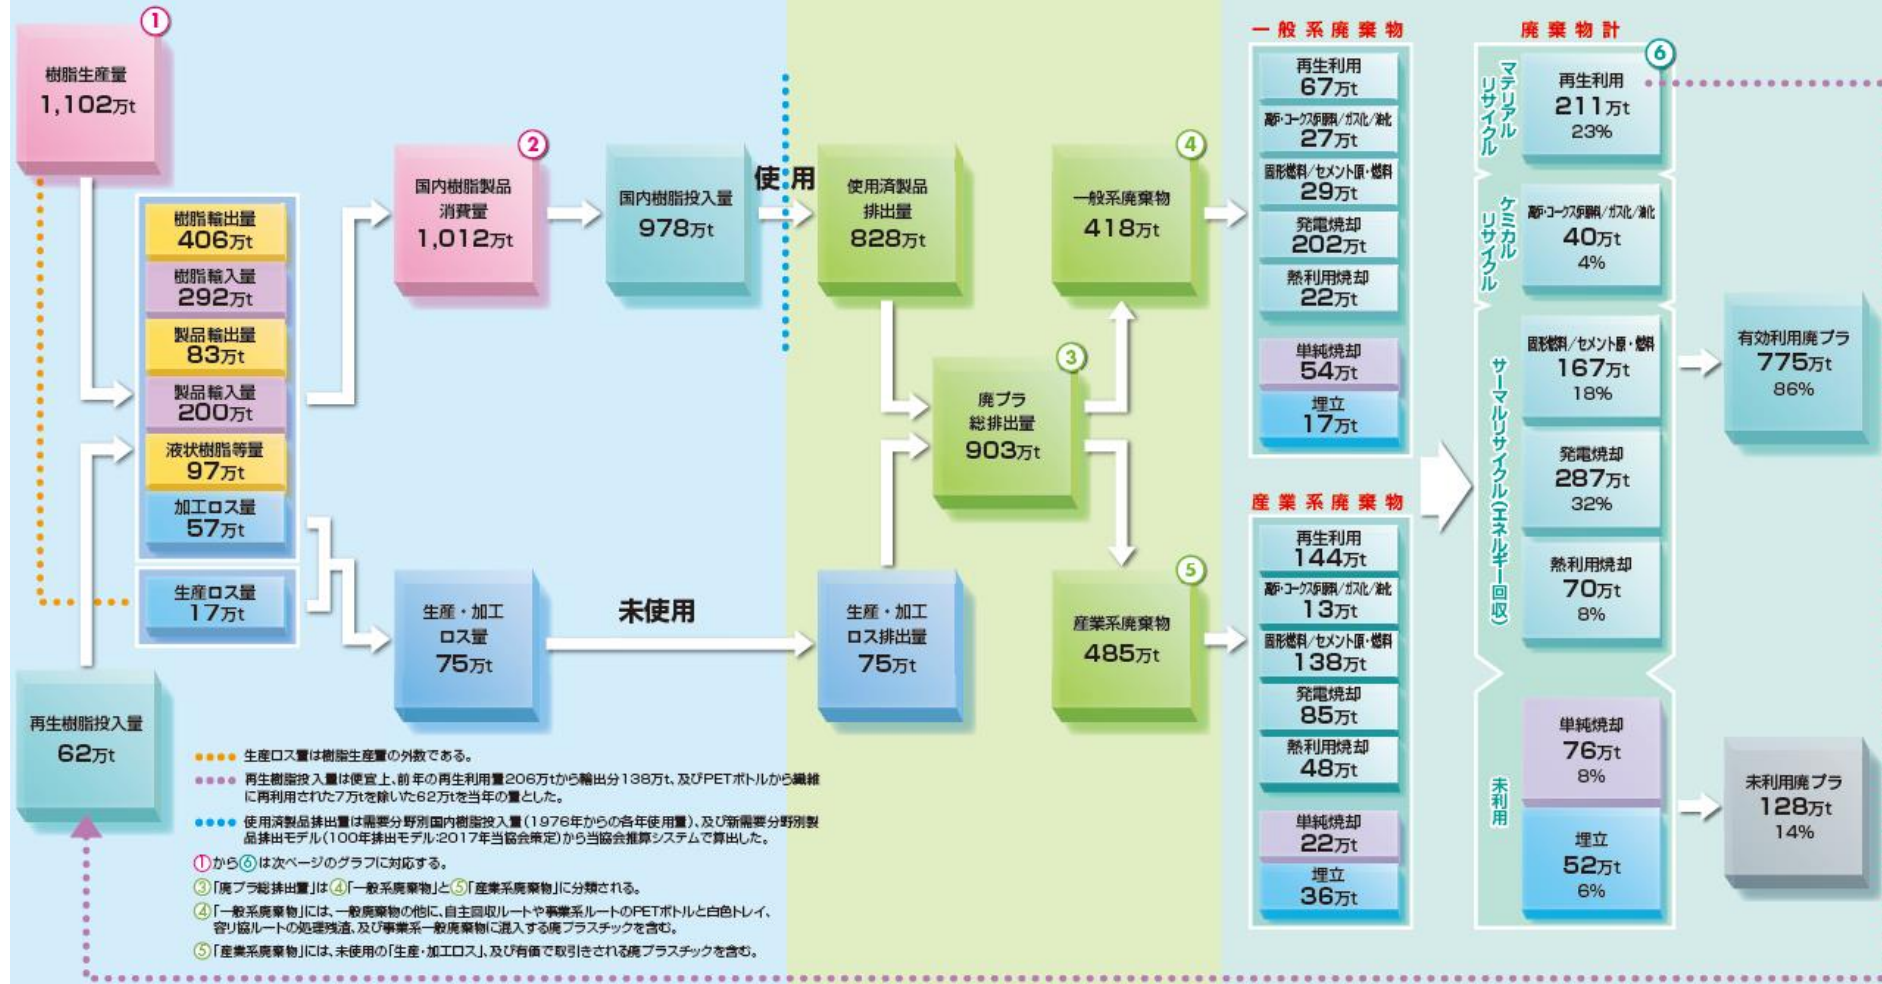 ①
樹脂生産量
1,102万t
樹脂輸出量
406万t
樹脂輸入量
292万t
製品輸出量
83万t
製品輸入量
200万t
液状樹脂等量
97万t
加工ロス量
57万t
生産ロス量
17万t
再生樹脂投入量
62万t
②
国内樹脂製品
消費量
1,012万t
国内樹脂投入量
978万t
使用
生産・加工
ロス量
75万t
未使用
使用済製品
排出量
828万t
生産・加工
ロス排出量
75万t
③
廃プラ
総排出量
903万t
④
一般系廃棄物
418万t
⑤
産業系廃棄物
485万t
一般系廃棄物
再生利用
67万t
高炉・コークス炉原料/ガス化/油化
27万t
固形燃料/セメント原・燃料
29万t
発電焼却
202万t
熱利用焼却
22万t
単純焼却
54万t
埋立
17万t
産業系廃棄物
再生利用
144万t
高炉・コークス炉原料/ガス化/油化
13万t
固形燃料/セメント原・燃料
138万t
発電焼却
85万t
熱利用焼却
48万t
単純焼却
22万t
埋立
36万t
廃棄物計
⑥
マテリアル
リサイクル
再生利用
211万t
23%
ケミカル
リサイクル
高炉・コークス炉原料/ガス化/油化
40万t
4%
サーマルリサイクル(エネルギー回収)
固形燃料/セメント原・燃料
167万t
18%
発電焼却
287万t
32%
熱利用焼却
70万t
8%
未利用
単純焼却
76万t
8%
埋立
52万t
6%
有効利用廃プラ
775万t
86%
未利用廃プラ
128万t
14%
生産ロス量は樹脂生産量の外数である。
再生樹脂投入量は便宜上、前年の再生利用量206万tから輸出分138万t、及びPETボトルから繊維
に再利用された7万tを除いた62万tを当年の量とした。
使用済製品排出量は需要分野別国内樹脂投入量(1976年からの各年使用量)、及び新需要分野別製
品排出モデル(100年排出モデル:2017年当協会策定)から当協会推算システムで算出した。
①から⑥は次ページのグラフに対応する。
③「廃プラ総排出量」は④「一般系廃棄物」と⑤「産業系廃棄物」に分類される。
④「一般系廃棄物」には、一般廃棄物の他に、自主回収ルートや事業系ルートのPETボトルと白色トレイ、
容リ協ルートの処理残渣、及び事業系一般廃棄物に混入する廃プラスチックを含む。
⑤「産業系廃棄物」には、未使用の「生産・加工ロス」、及び有価で取引きされる廃プラスチックを含む。